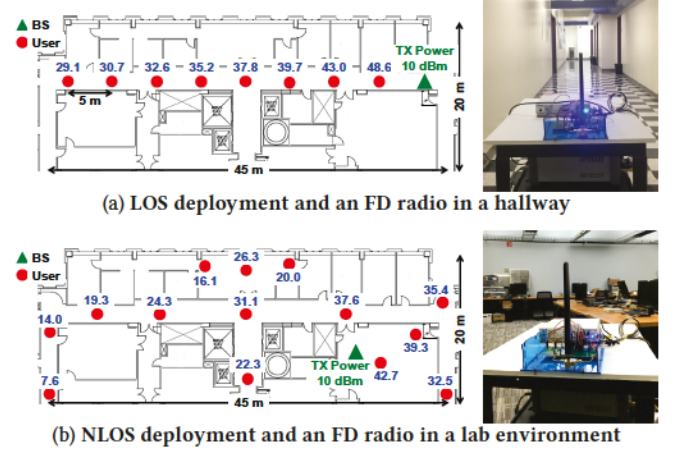 BS
User
TX Power
10 dBm
29.1 30.7 32.6 35.2 37.8 39.7 43.0 48.6
5 m
20 m
45 m
(a) LOS deployment and an FD radio in a hallway
BS
User
26.3
16.1 20.0
35.4
19.3 24.3 31.1 37.6
14.0
39.3
20 m
TX Power
10 dBm
22.3 42.7
7.6 32.5
45 m
(b) NLOS deployment and an FD radio in a lab environment